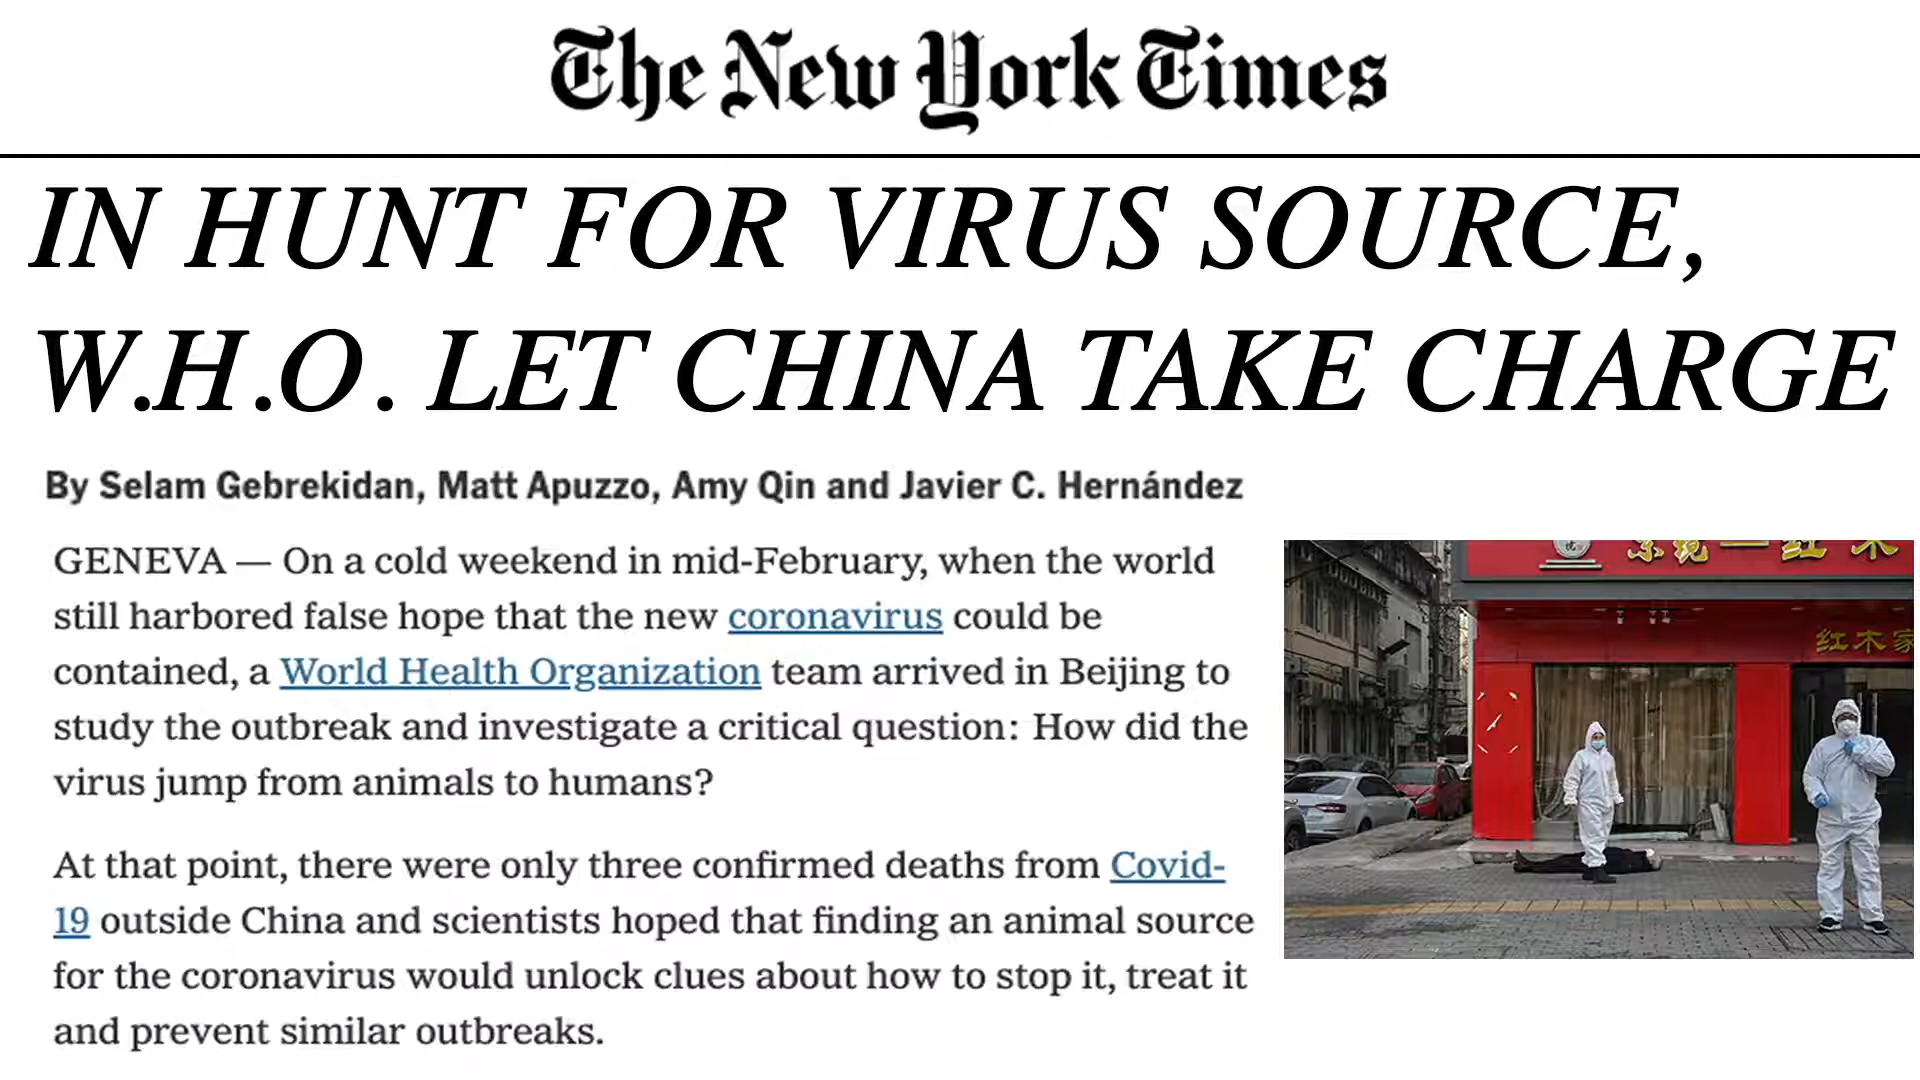 The New York Times
IN HUNT FOR VIRUS SOURCE,
W.H.O. LET CHINA TAKE CHARGE
By Selam Gebrekidan, Matt Apuzzo, Amy Qin and Javier C. Hernández
GENEVA — On a cold weekend in mid-February, when the world
still harbored false hope that the new coronavirus could be
contained, a World Health Organization team arrived in Beijing to
study the outbreak and investigate a critical question: How did the
virus jump from animals to humans?
At that point, there were only three confirmed deaths from Covid-
19 outside China and scientists hoped that finding an animal source
for the coronavirus would unlock clues about how to stop it, treat it
and prevent similar outbreaks.
红木家